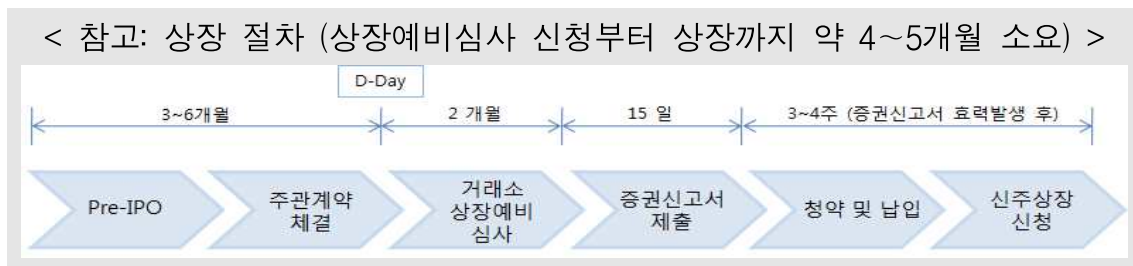 < 참고: 상장 절차 (상장예비심사 신청부터 상장까지 약 4~5개월 소요) >
D-Day
3~6개월
2 개월
15 일
3~4주 (증권신고서 효력발생 후)
Pre-IPO
주관계약
체결
거래소
상장예비
심사
증권신고서
제출
청약 및 납입
신주상장
신청